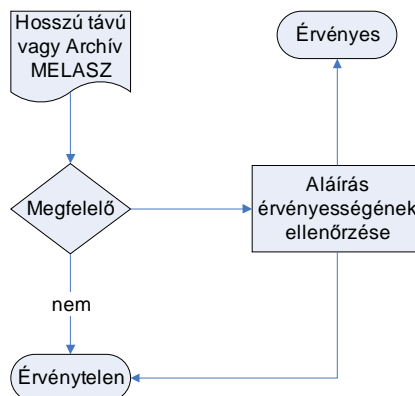 Hosszú távú
vagy Archív
MELASZ
Érvényes
Megfelelő
Aláírás
érvényességének
ellenőrzése
nem
Érvénytelen